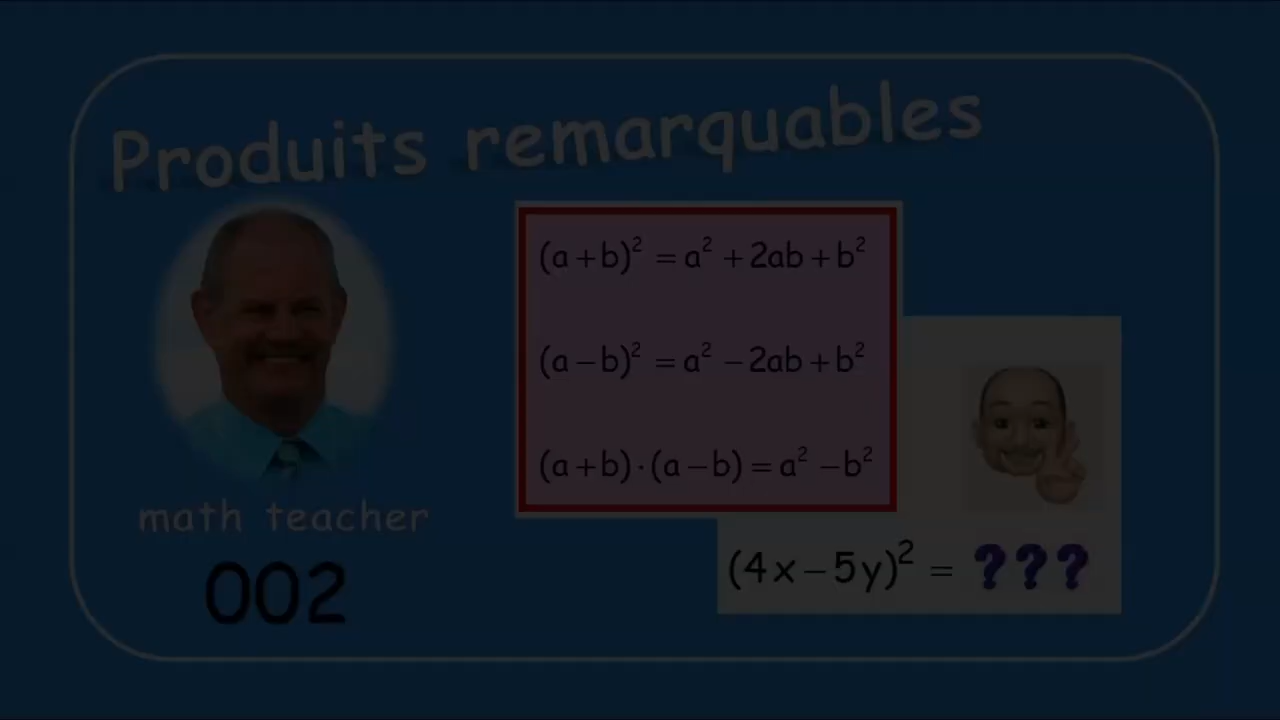 Produits remarquables
(a+b)² = a² + 2ab + b²
(a−b)² = a² − 2ab + b²
(a+b)·(a−b) = a² − b²
math teacher
002
(4x−5y)² = ???